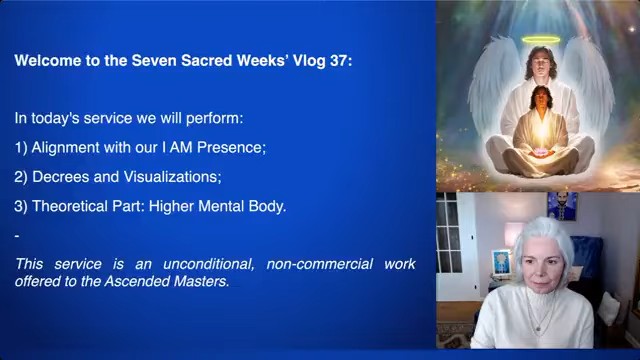 Welcome to the Seven Sacred Weeks’ Vlog 37:
In today’s service we will perform:
1) Alignment with our I AM Presence;
2) Decrees and Visualizations;
3) Theoretical Part: Higher Mental Body.
-
This service is an unconditional, non-commercial work
offered to the Ascended Masters.